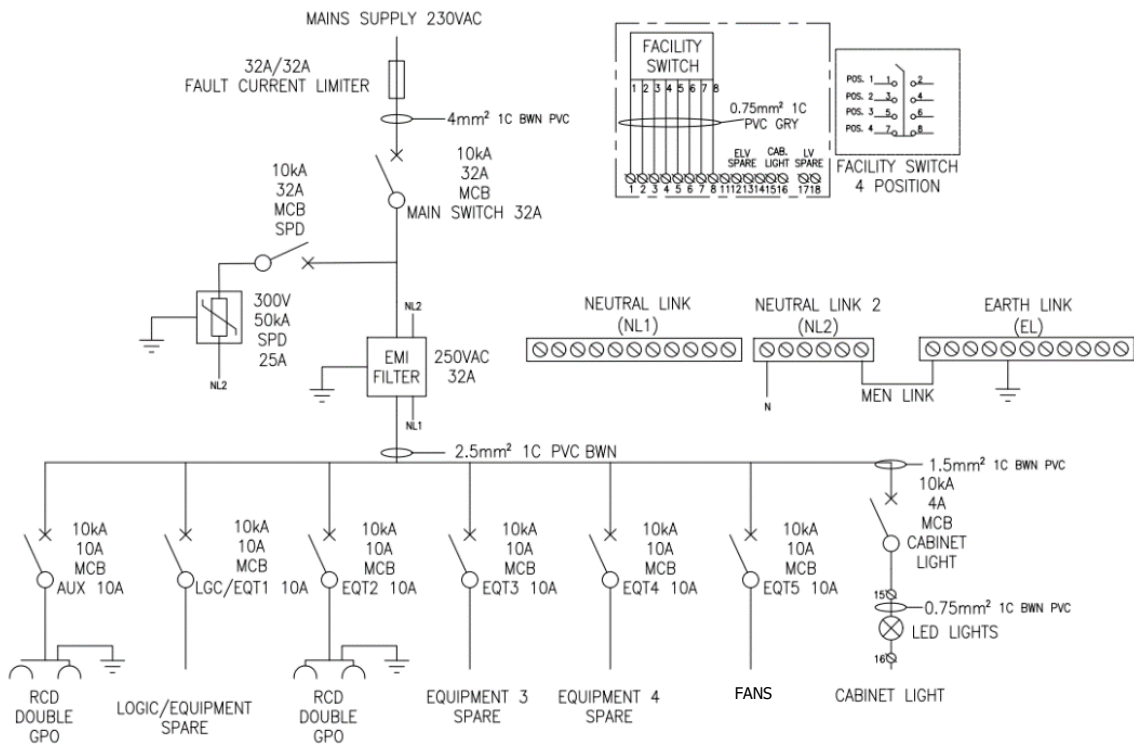 MAINS SUPPLY 230VAC
32A/32A
FAULT CURRENT LIMITER
4mm² 1C BWN PVC
10kA
32A
MCB
MAIN SWITCH 32A
10kA
32A
MCB
SPD
300V
50kA
SPD
25A
NL2
NL2
EMI
FILTER
250VAC
32A
NL1
2.5mm² 1C PVC BWN
FACILITY
SWITCH
1 2 3 4 5 6 7 8
0.75mm² 1C
PVC GRY
ELV
SPARE
CAB.
LIGHT
LV
SPARE
1 2 3 4 5 6 7 8 11 12 13 14 15 16 17 18
POS. 1 1 2
POS. 2 3 4
POS. 3 5 6
POS. 4 7 8
FACILITY SWITCH
4 POSITION
NEUTRAL LINK
(NL1)
NEUTRAL LINK 2
(NL2)
EARTH LINK
(EL)
N
MEN LINK
1.5mm² 1C BWN PVC
10kA
10A
MCB
AUX 10A
10kA
10A
MCB
LGC/EQT1 10A
10kA
10A
MCB
EQT2 10A
10kA
10A
MCB
EQT3 10A
10kA
10A
MCB
EQT4 10A
10kA
10A
MCB
EQT5 10A
10kA
4A
MCB
CABINET
LIGHT
15
0.75mm² 1C BWN PVC
LED LIGHTS
16
RCD
DOUBLE
GPO
LOGIC/EQUIPMENT
SPARE
RCD
DOUBLE
GPO
EQUIPMENT 3
SPARE
EQUIPMENT 4
SPARE
FANS
CABINET LIGHT